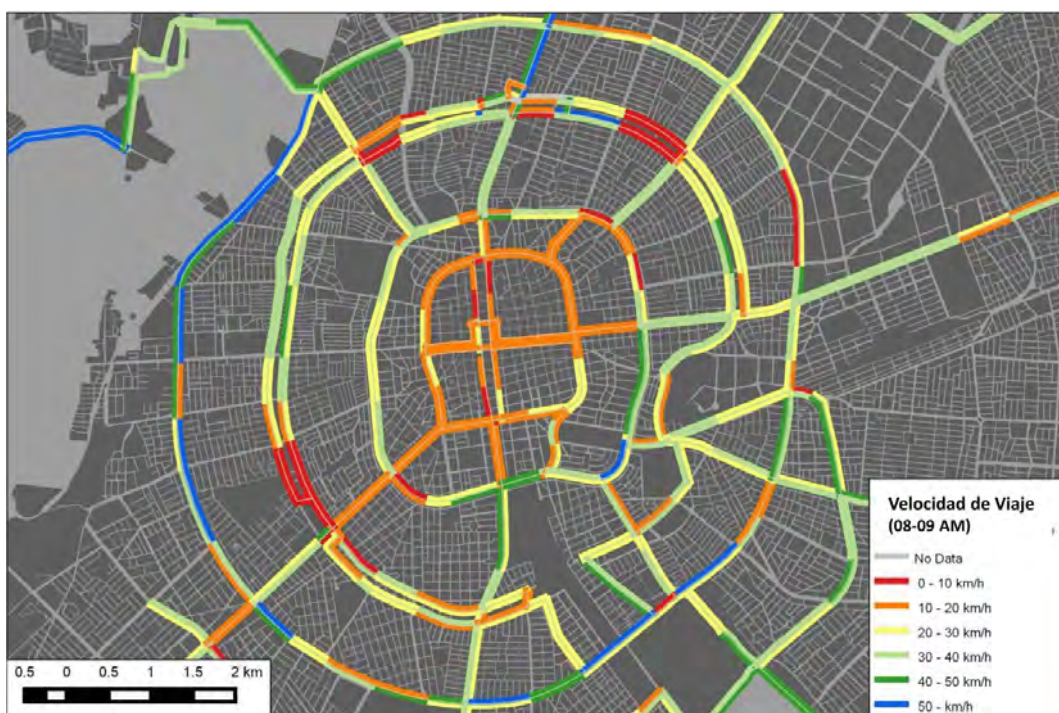 Velocidad de Viaje
(08-09 AM)
No Data
0 - 10 km/h
10 - 20 km/h
20 - 30 km/h
30 - 40 km/h
40 - 50 km/h
50 - km/h
0.5 0 0.5 1 1 2 km